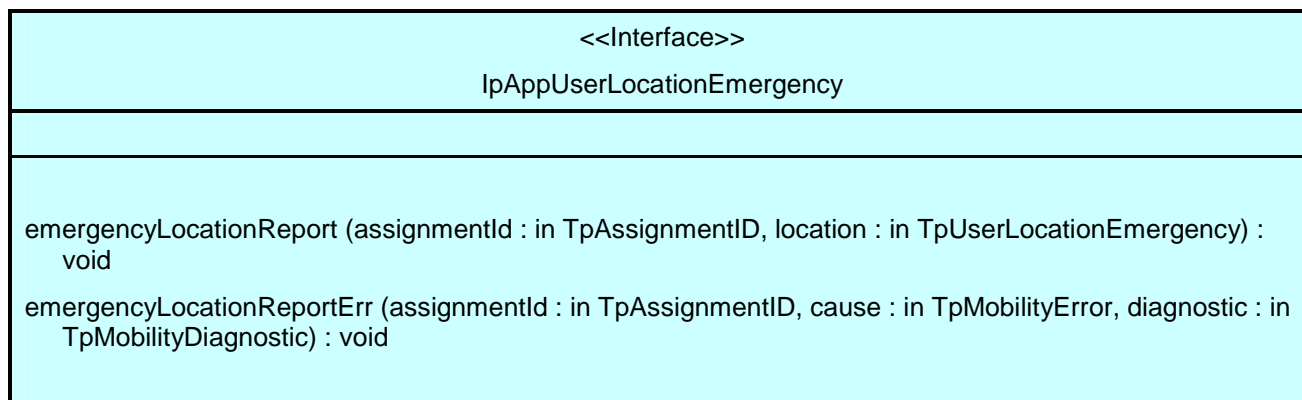 <<Interface>>
IpAppUserLocationEmergency
emergencyLocationReport (assignmentId : in TpAssignmentID, location : in TpUserLocationEmergency) :
void
emergencyLocationReportErr (assignmentId : in TpAssignmentID, cause : in TpMobilityError, diagnostic : in
TpMobilityDiagnostic) : void